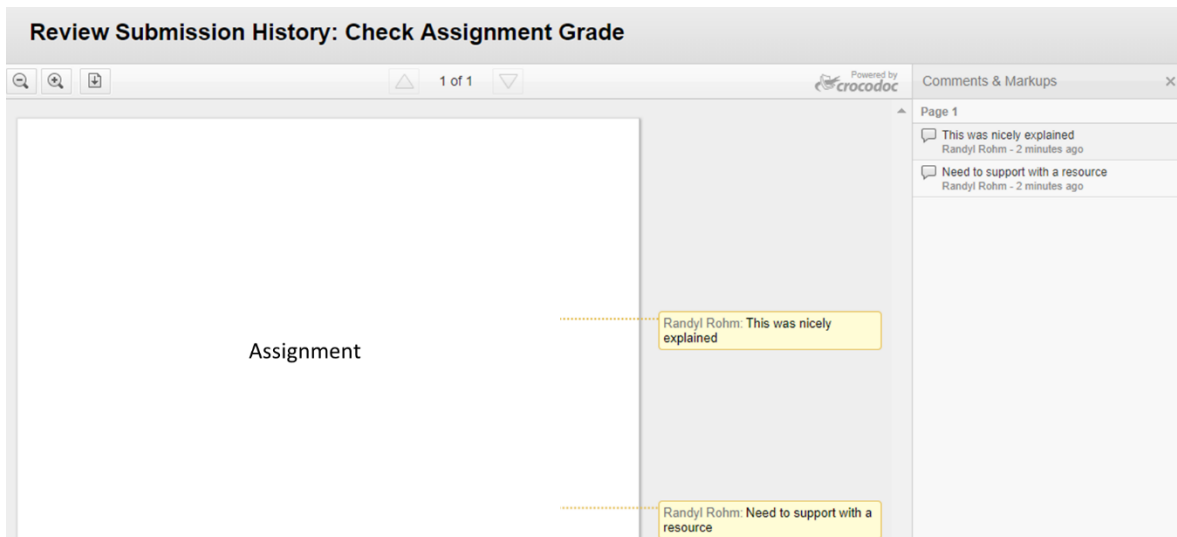 Review Submission History: Check Assignment Grade
1 of 1
Powered by
crocodoc
Comments & Markups
Page 1
This was nicely explained
Randyl Rohm - 2 minutes ago
Need to support with a resource
Randyl Rohm - 2 minutes ago
Assignment
Randyl Rohm: This was nicely
explained
Randyl Rohm: Need to support with a
resource